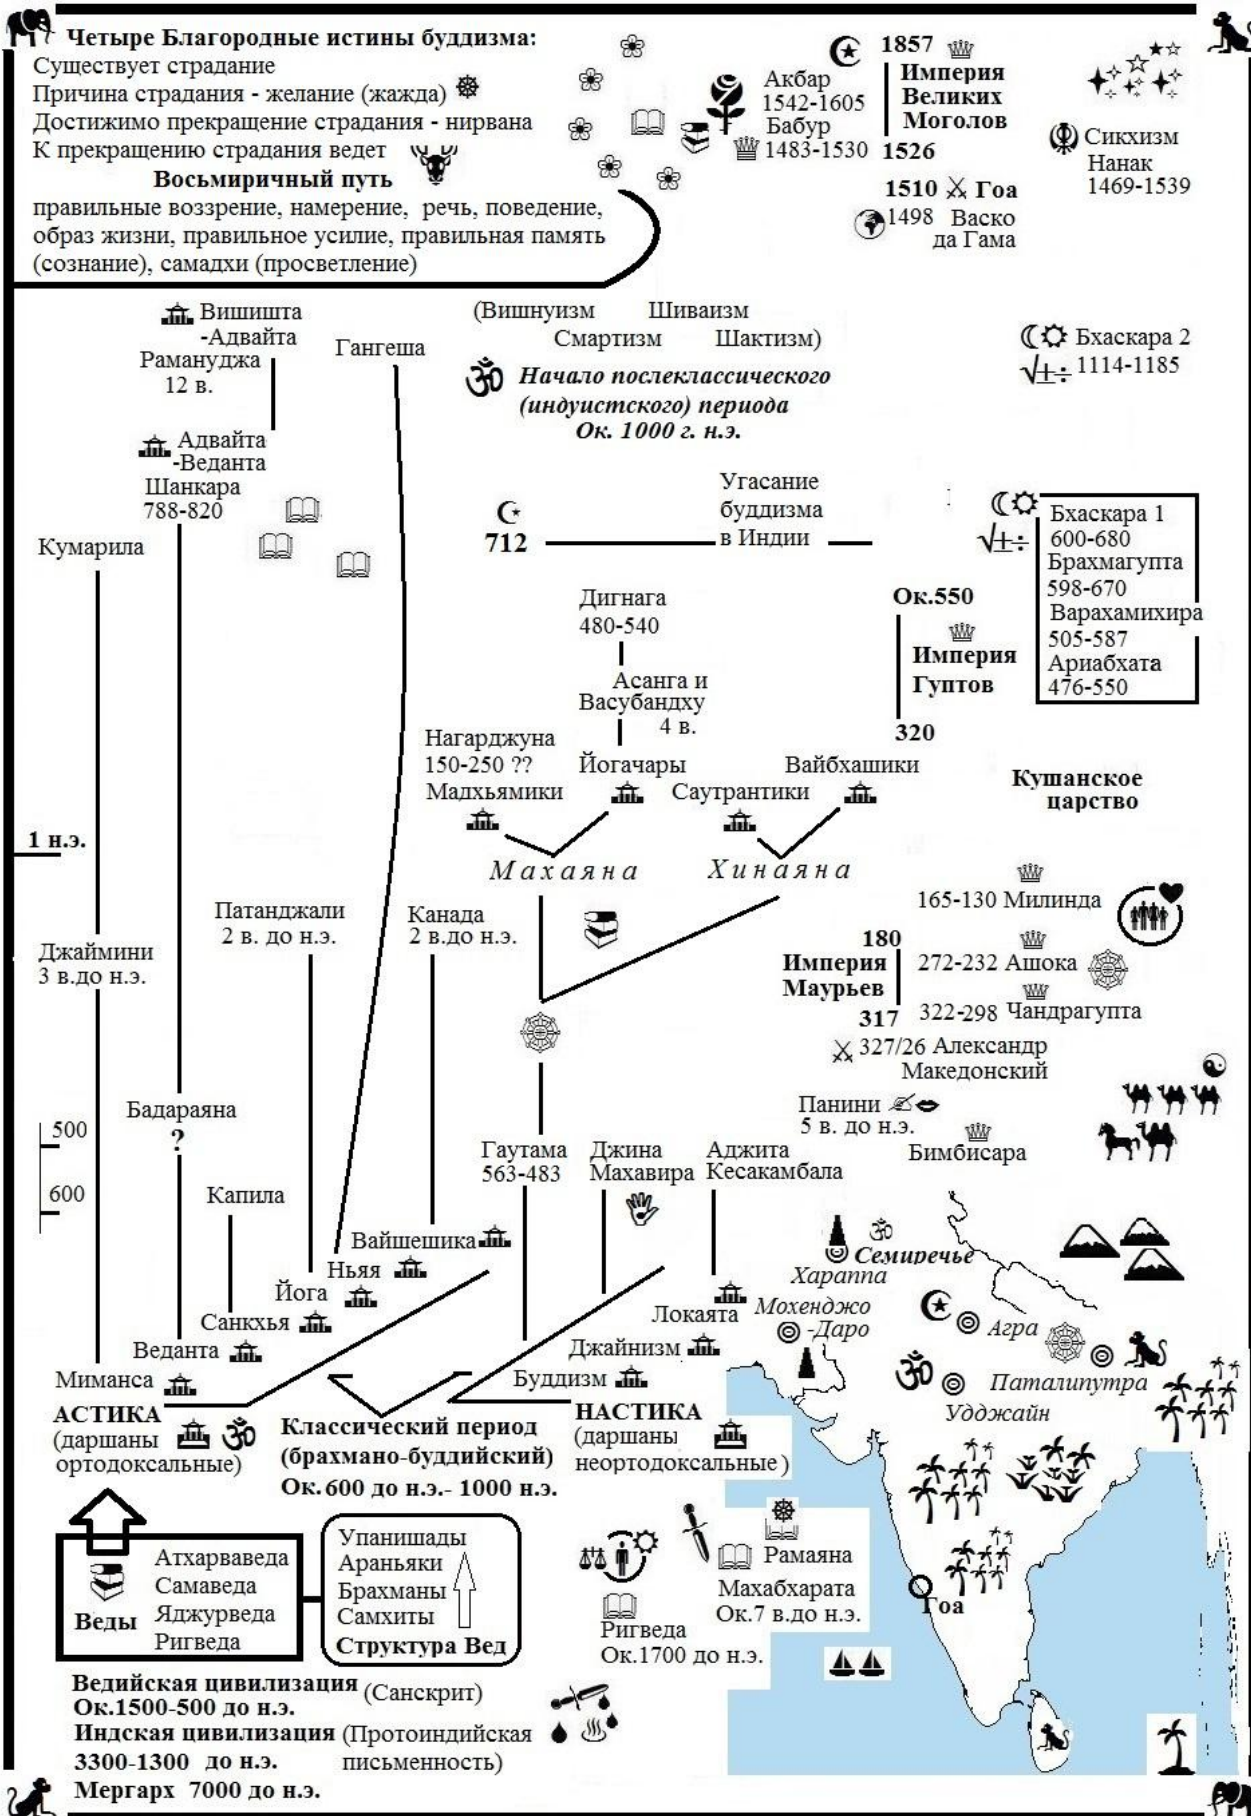 Четыре Благородные истины буддизма:
Существует страдание
Причина страдания - желание (жажда)
Достижимо прекращение страдания - нирвана
К прекращению страдания ведет
Восьмиричный путь
правильные воззрение, намерение, речь, поведение,
образ жизни, правильное усилие, правильная память
(сознание), самадхи (просветление)
Акбар
1542-1605
Бабур
1483-1530
1857
Империя
Великих
Моголов
1526
1510 Гоа
1498 Васко
да Гама
Сикхизм
Нанак
1469-1539
Вишишта
-Адвайта
Рамануджа
12 в.
Гангеша
(Вишнуизм Шиваизм
Смартизм Шактизм)
ॐ Начало послеклассического
(индуистского) периода
Ок. 1000 г. н.э.
Бхаскара 2
√±÷ 1114-1185
Адвайта
-Веданта
Шанкара
788-820
Кумарила
712
Угасание
буддизма
в Индии
√±÷
Бхаскара 1
600-680
Брахмагупта
598-670
Варахамихира
505-587
Ариабхата
476-550
Дигнага
480-540
Асанга и
Васубандху
4 в.
Ок.550
Империя
Гуптов
320
Нагарджуна
150-250 ??
Мадхьямики
Йогачары
Саутрантики
Вайбхашики
Кушанское
царство
1 н.э.
Махаяна
Хинаяна
Патанджали
2 в. до н.э.
Канада
2 в.до н.э.
Джаймини
3 в.до н.э.
165-130 Милинда
180
Империя
Маурьев
317
272-232 Ашока
322-298 Чандрагупта
327/26 Александр
Македонский
Панини
5 в. до н.э.
Бимбисара
500
600
Бадараяна
?
Капила
Гаутама
563-483
Джина
Махавира
Аджита
Кесакамбала
Вайшешика
Ньяя
Йога
Санкхья
Веданта
Миманса
Локаята
Джайнизм
Буддизм
ॐ
Семиречье
Хараппа
Мохенджо
-Даро
Агра
ॐ
Паталипутра
Удджайн
АСТИКА
(даршаны ॐ
ортодоксальные)
Классический период
(брахмано-буддийский)
Ок.600 до н.э.- 1000 н.э.
НАСТИКА
(даршаны
неортодоксальные)
Веды
Атхарваведа
Самаведа
Яджурведа
Ригведа
Упанишады
Араньяки
Брахманы
Самхиты
Структура Вед
Рамаяна
Махабхарата
Ок.7 в.до н.э.
Ригведа
Ок.1700 до н.э.
Гоа
Ведийская цивилизация (Санскрит)
Ок.1500-500 до н.э.
Индская цивилизация (Протоиндийская
3300-1300 до н.э. письменность)
Мергарх 7000 до н.э.